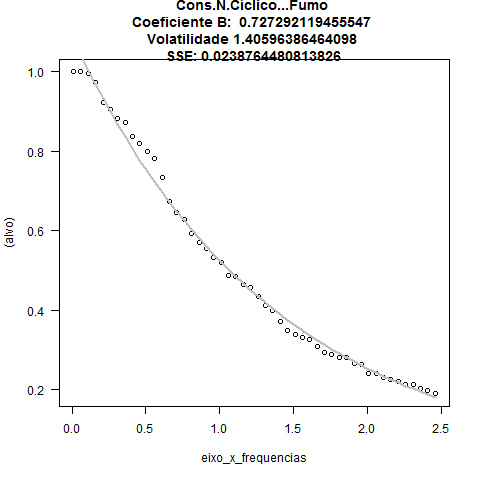 Cons.N.Ciclico...Fumo
Coeficiente B:  0.727292119455547
Volatilidade 1.40596386464098
SSE: 0.0238764480813826
1.0
0.8
0.6
0.4
0.2
(alvo)
0.0
0.5
1.0
1.5
2.0
2.5
eixo_x_frequencias